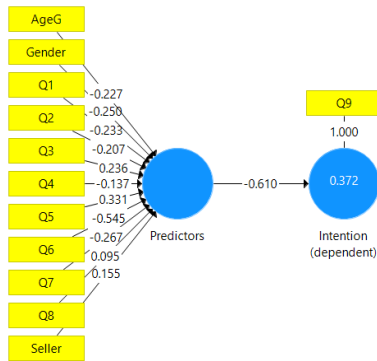 AgeG
Gender
Q1
Q2
Q3
Q4
Q5
Q6
Q7
Q8
Seller
-0.227
-0.250
-0.233
-0.207
0.236
-0.137
0.331
-0.545
-0.267
0.095
0.155
Predictors
-0.610
Q9
1.000
0.372
Intention
(dependent)